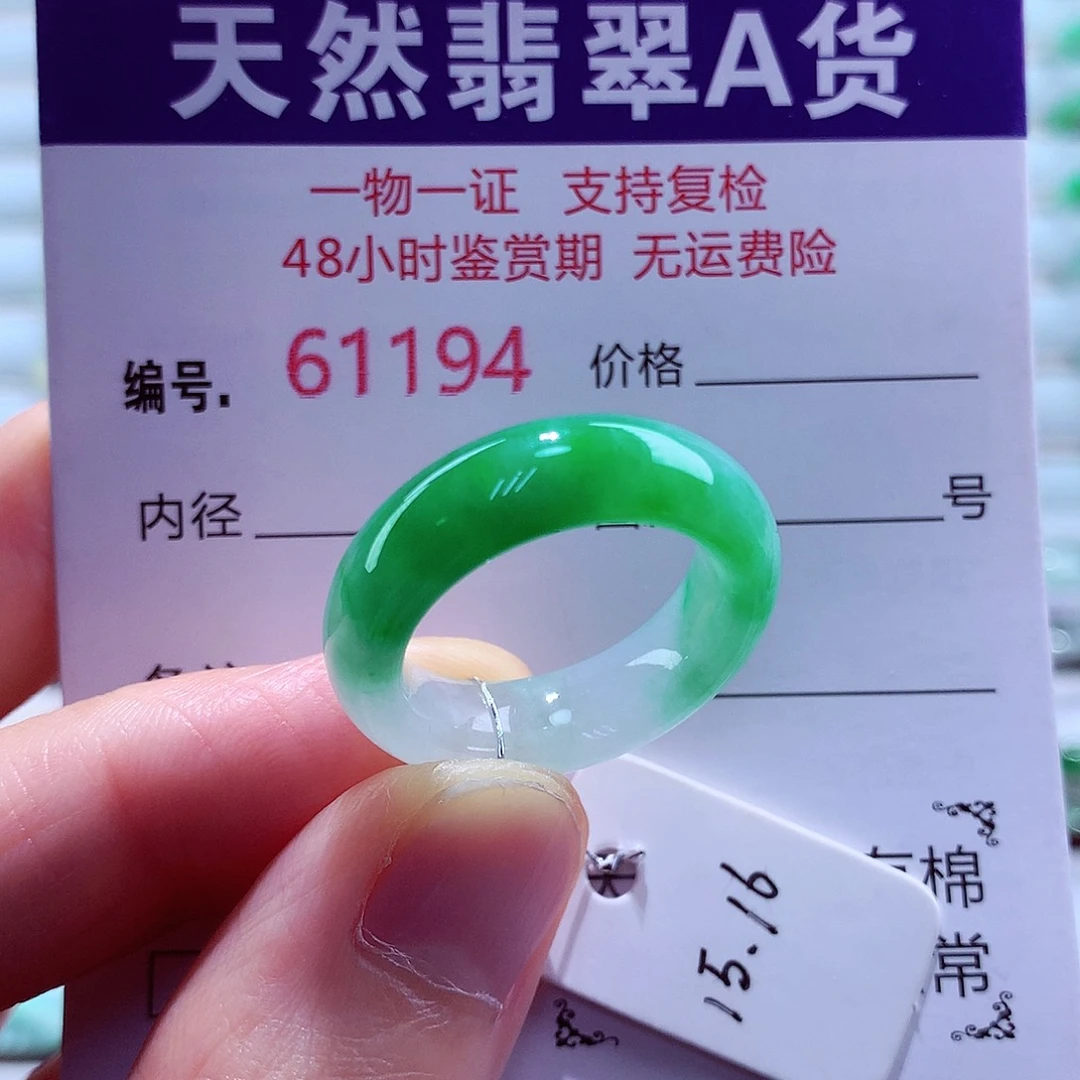 天然翡翠A货
一物一证 支持复检
48小时鉴赏期 无运费险
编号. 61194 价格
内径 号
棉
常
15.16